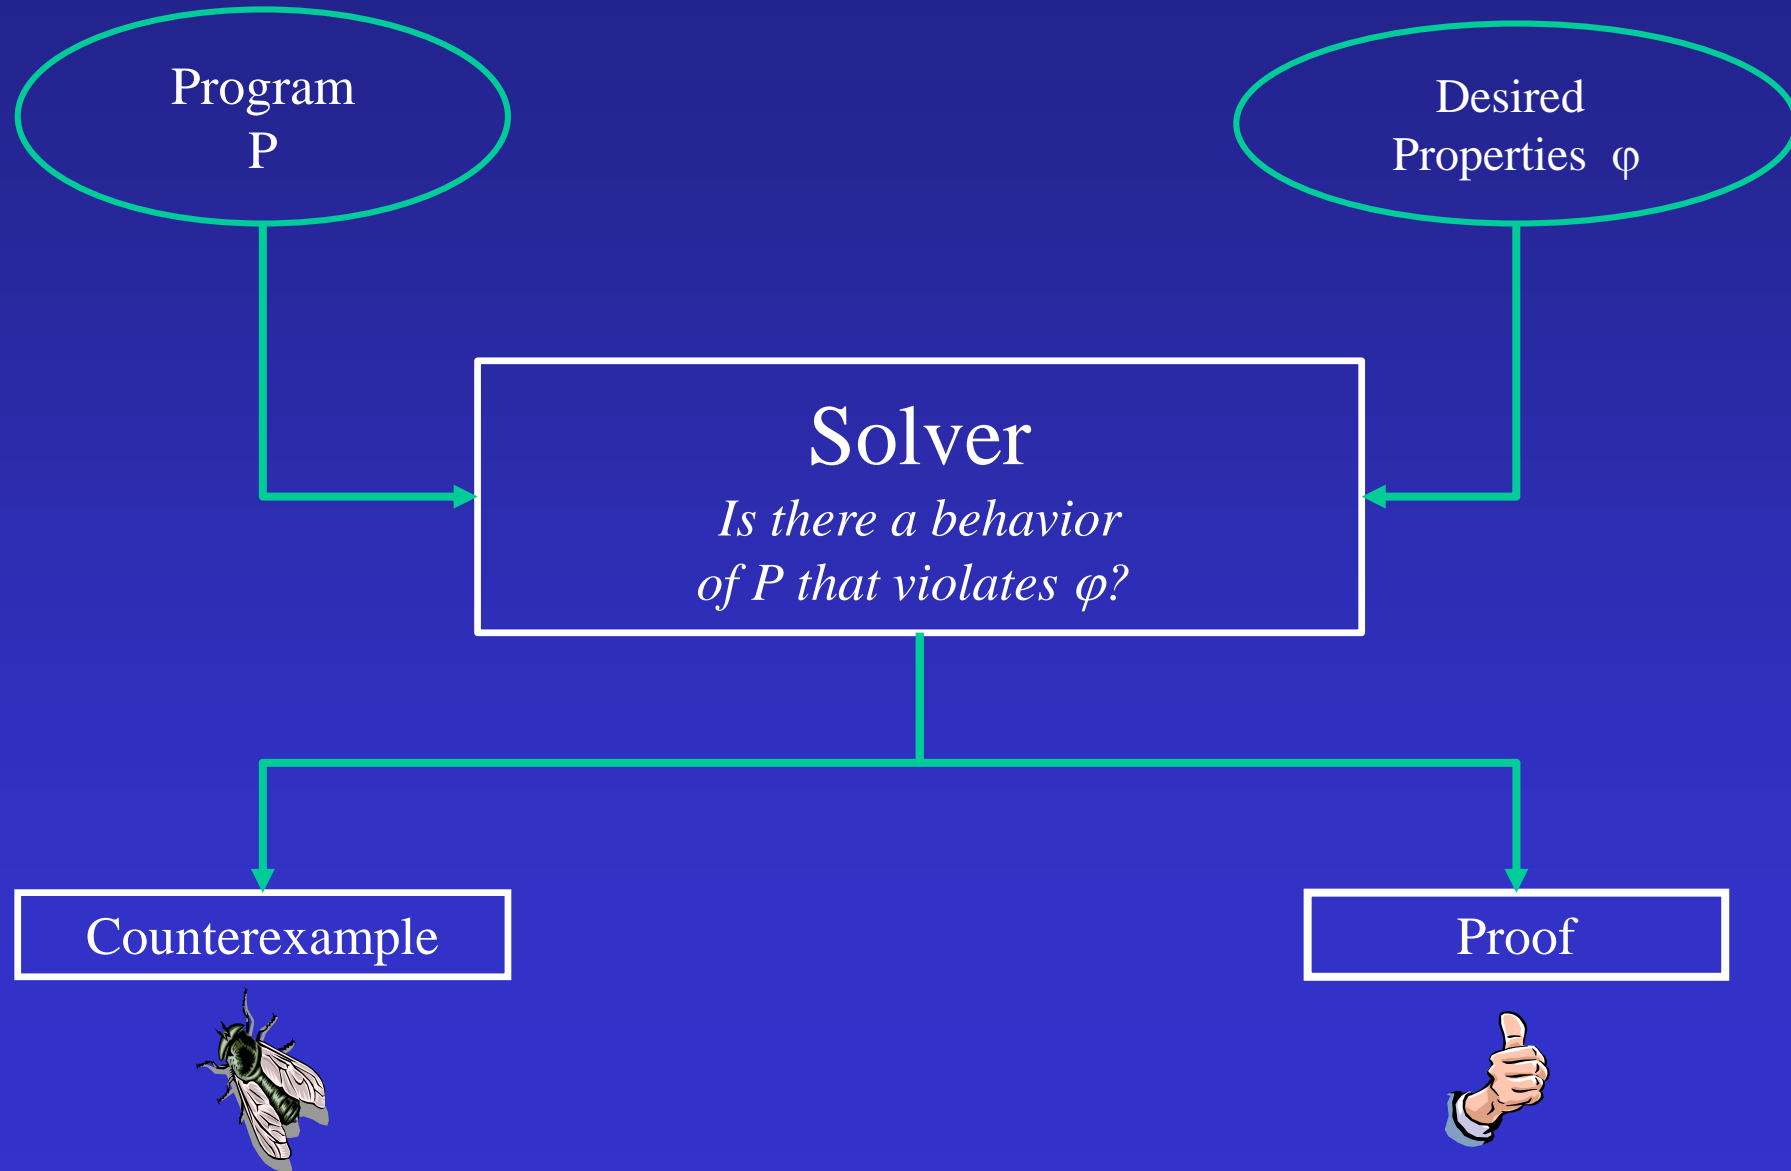 Program
P
Desired
Properties φ
Solver
Is there a behavior
of P that violates φ?
Counterexample
Proof